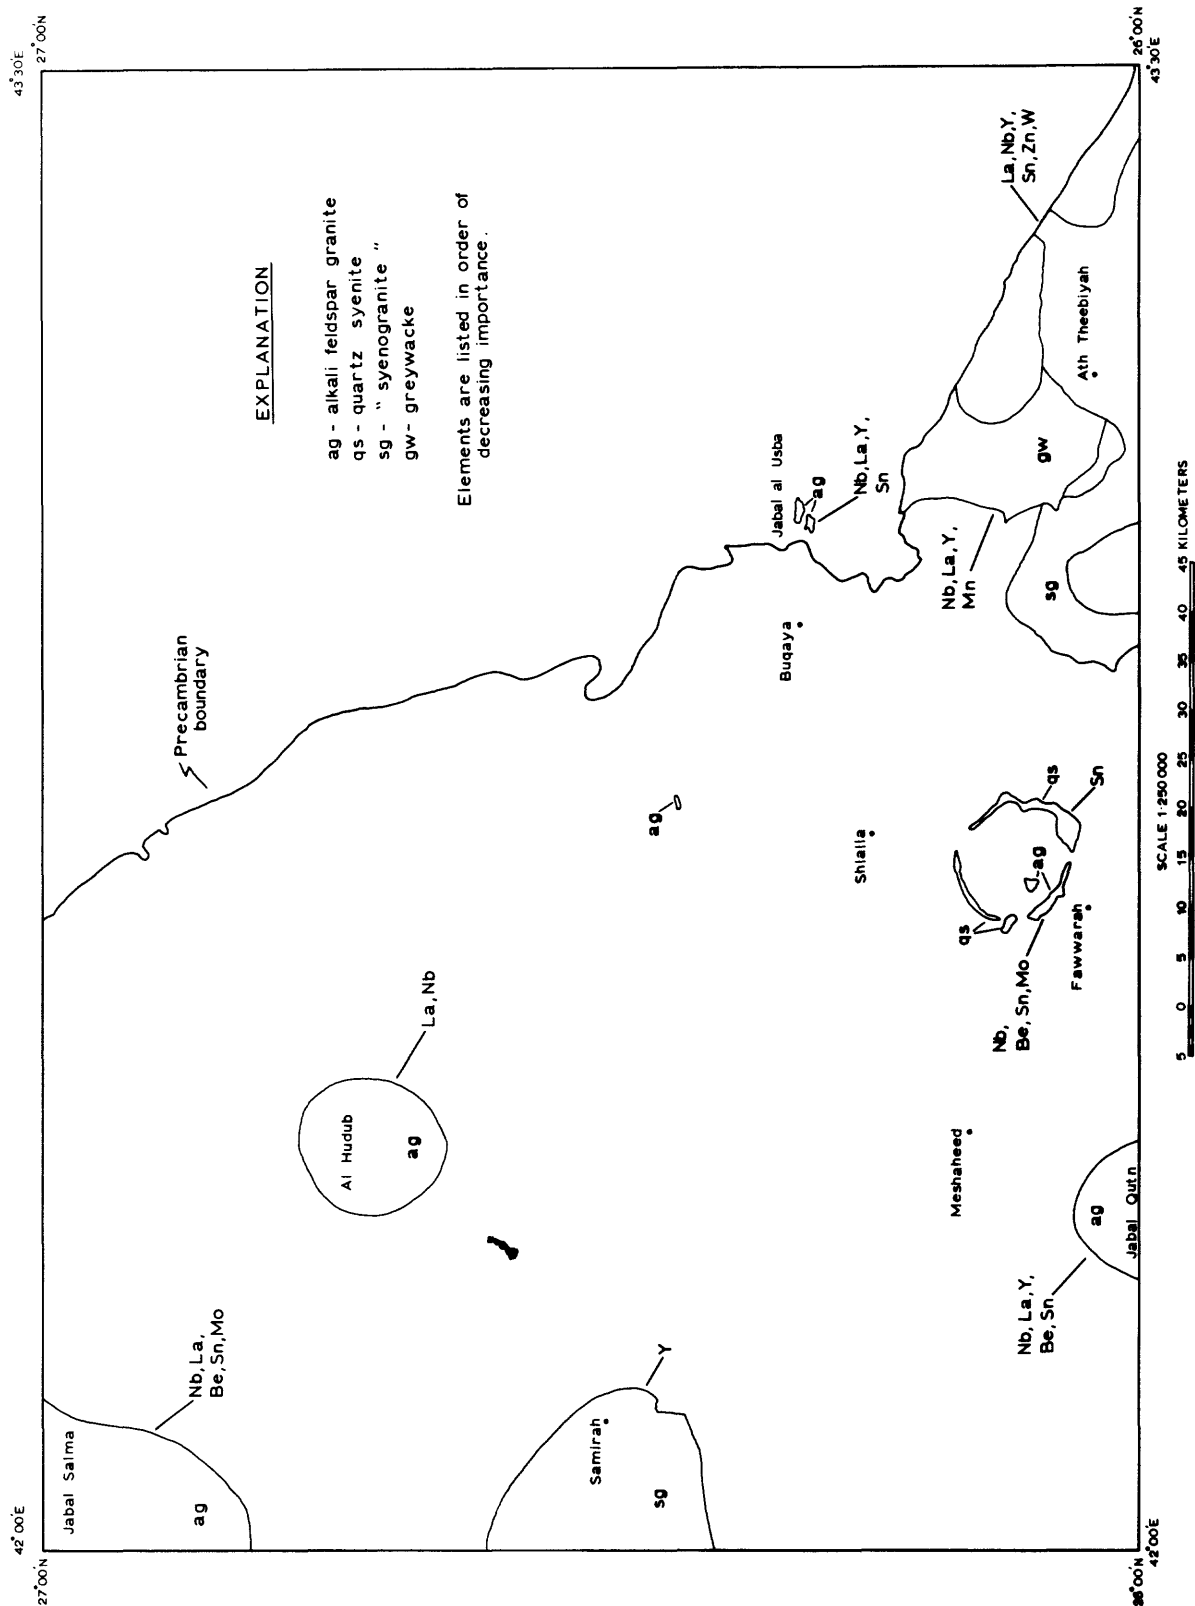 42°00'E
43°30'E
27°00'N
27°00'N
Jabal Salma
ag
Nb,La,
Be,Sn,Mo
Al Hudub
ag
La,Nb
Precambrian
boundary
EXPLANATION
ag - alkali feldspar granite
qs - quartz syenite
sg - " syenogranite "
gw - greywacke
Elements are listed in order of
decreasing importance.
Samirah
sg
Y
ag
Shlalla
Buqaya
Jabal al Usba
ag
Nb,La,Y,
Sn
Nb,La,Y,
Mn
gw
sg
La,Nb,Y,
Sn,Zn,W
Ath Theebiyah
Meshaheed
Nb,La,Y,
Be,Sn
ag
Jabal Qutn
qs
Nb,
Be,Sn,Mo
ag
qs
Sn
Fawwarah
26°00'N
26°00'N
42°00'E
43°30'E
SCALE 1:250 000
5 0 5 10 15 20 25 30 35 40 45 KILOMETERS